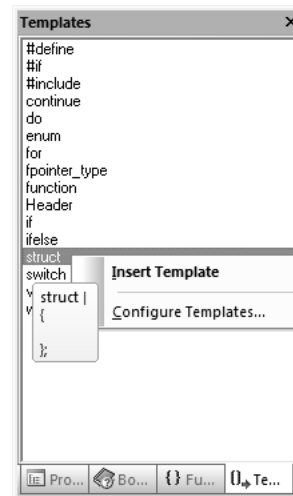 Templates
#define
#if
#include
continue
do
enum
for
fpointer_type
function
Header
if
ifelse
struct
switch
Insert Template
Configure Templates...
struct |
{
};
Pro...
Bo...
{} Fu...
Te...